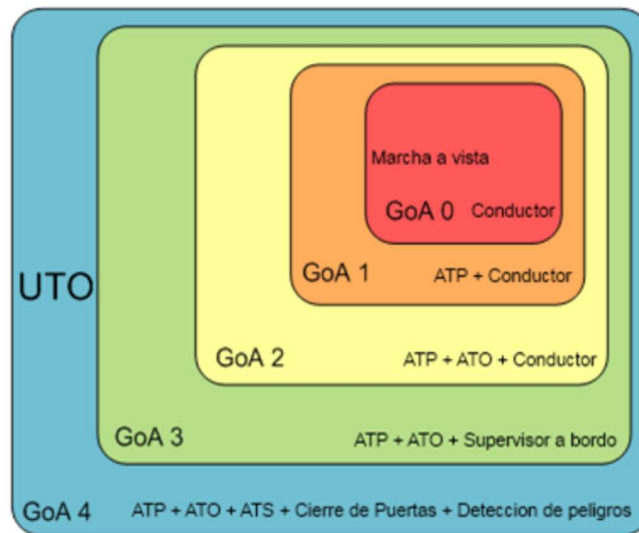 Marcha a vista
GoA 0 Conductor
GoA 1 ATP + Conductor
UTO
GoA 2 ATP + ATO + Conductor
GoA 3 ATP + ATO + Supervisor a bordo
GoA 4 ATP + ATO + ATS + Cierre de Puertas + Deteccion de peligros